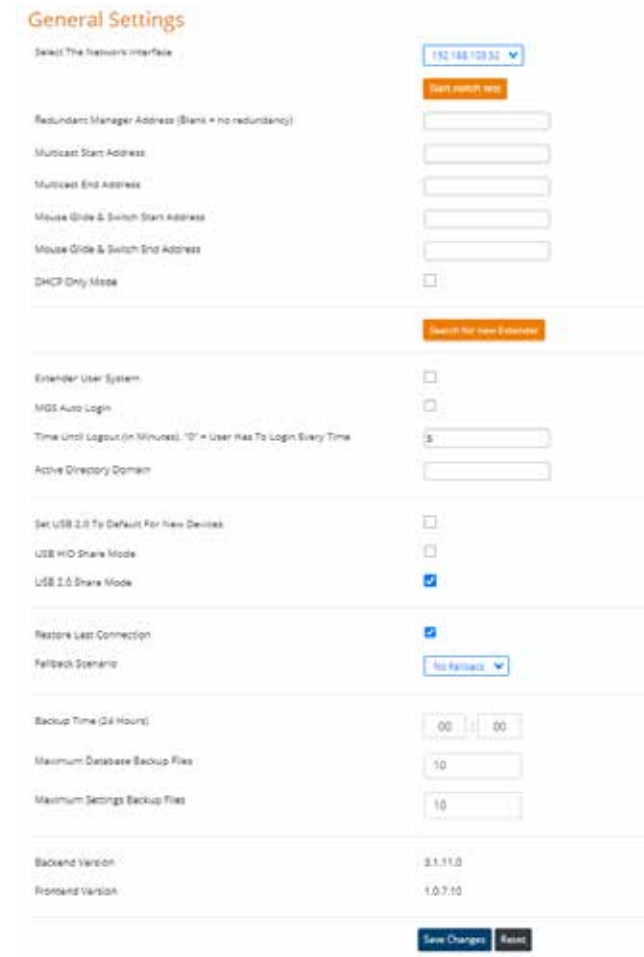 General Settings
Select The Network Interface
Start switch test
Redundant Manager Address (Blank = no redundancy)
Multicast Start Address
Multicast End Address
Mouse Glide & Switch Start Address
Mouse Glide & Switch End Address
DHCP Only Mode
Search for new Extender
Extender User System
MGS Auto Login
Time Until Logout (in Minutes). "0" = User Has To Login Every Time
5
Active Directory Domain
Set USB 2.0 To Default For New Devices
USB HID Share Mode
USB 2.0 Share Mode
Restore Last Connection
Fallback Scenario No Fallback
Backup Time (24 Hours) 00 : 00
Maximum Database Backup Files 10
Maximum Settings Backup Files 10
Backend Version 3.1.11.0
Frontend Version 1.0.7.10
Save Changes Reset